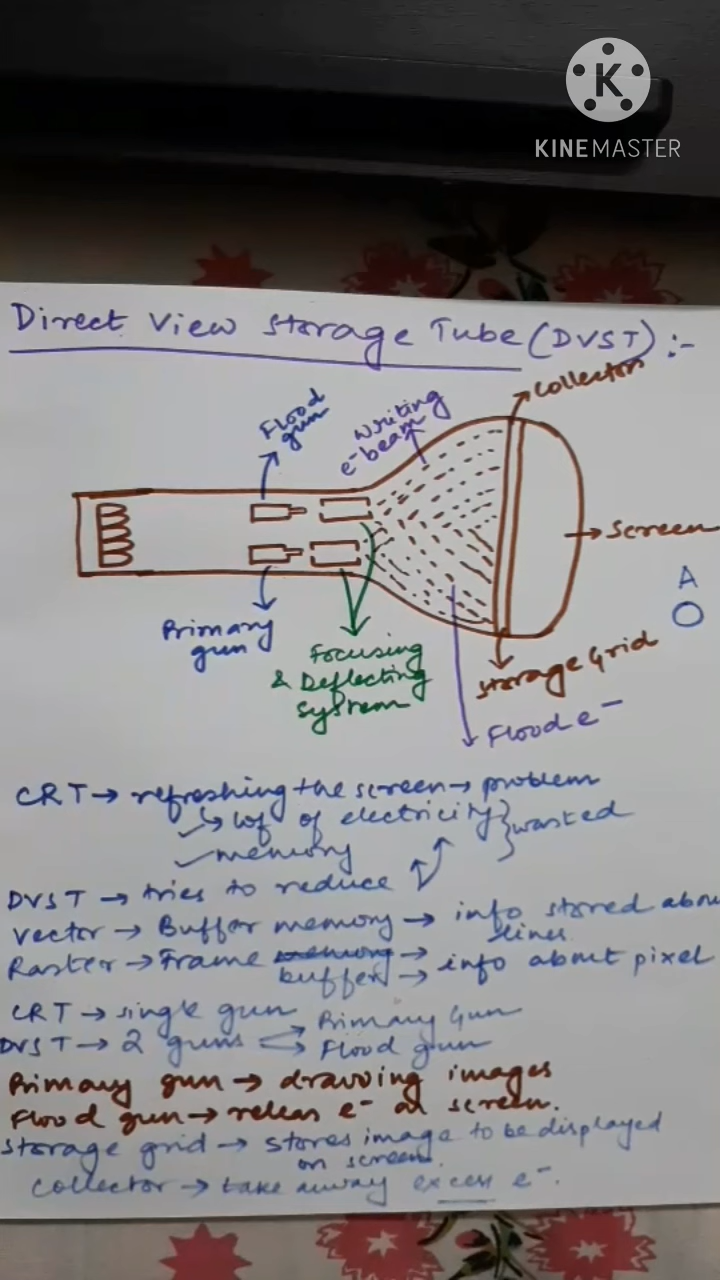 K
KINEMASTER
Direct View Storage Tube (DVST) :-
Collector
Flood
gun
Writing
e- beam
Screen
A
Primary
gun
Focusing
& Deflecting
System
Storage Grid
Flood e-
CRT → refreshing the screen → problem
↳ lof of electricity } wasted
✓ memory
DVST → tries to reduce
Vector → Buffer memory → info stored abou
lines
Raster → Frame memory →
buffer → info about pixel
CRT → single gun
DVST → 2 guns
Primary Gun
Flood gun
Primary gun → drawing images
Flood gun → releas e- at screen.
Storage grid → stores image to be displayed
on screen.
Collector → take away excess e-.